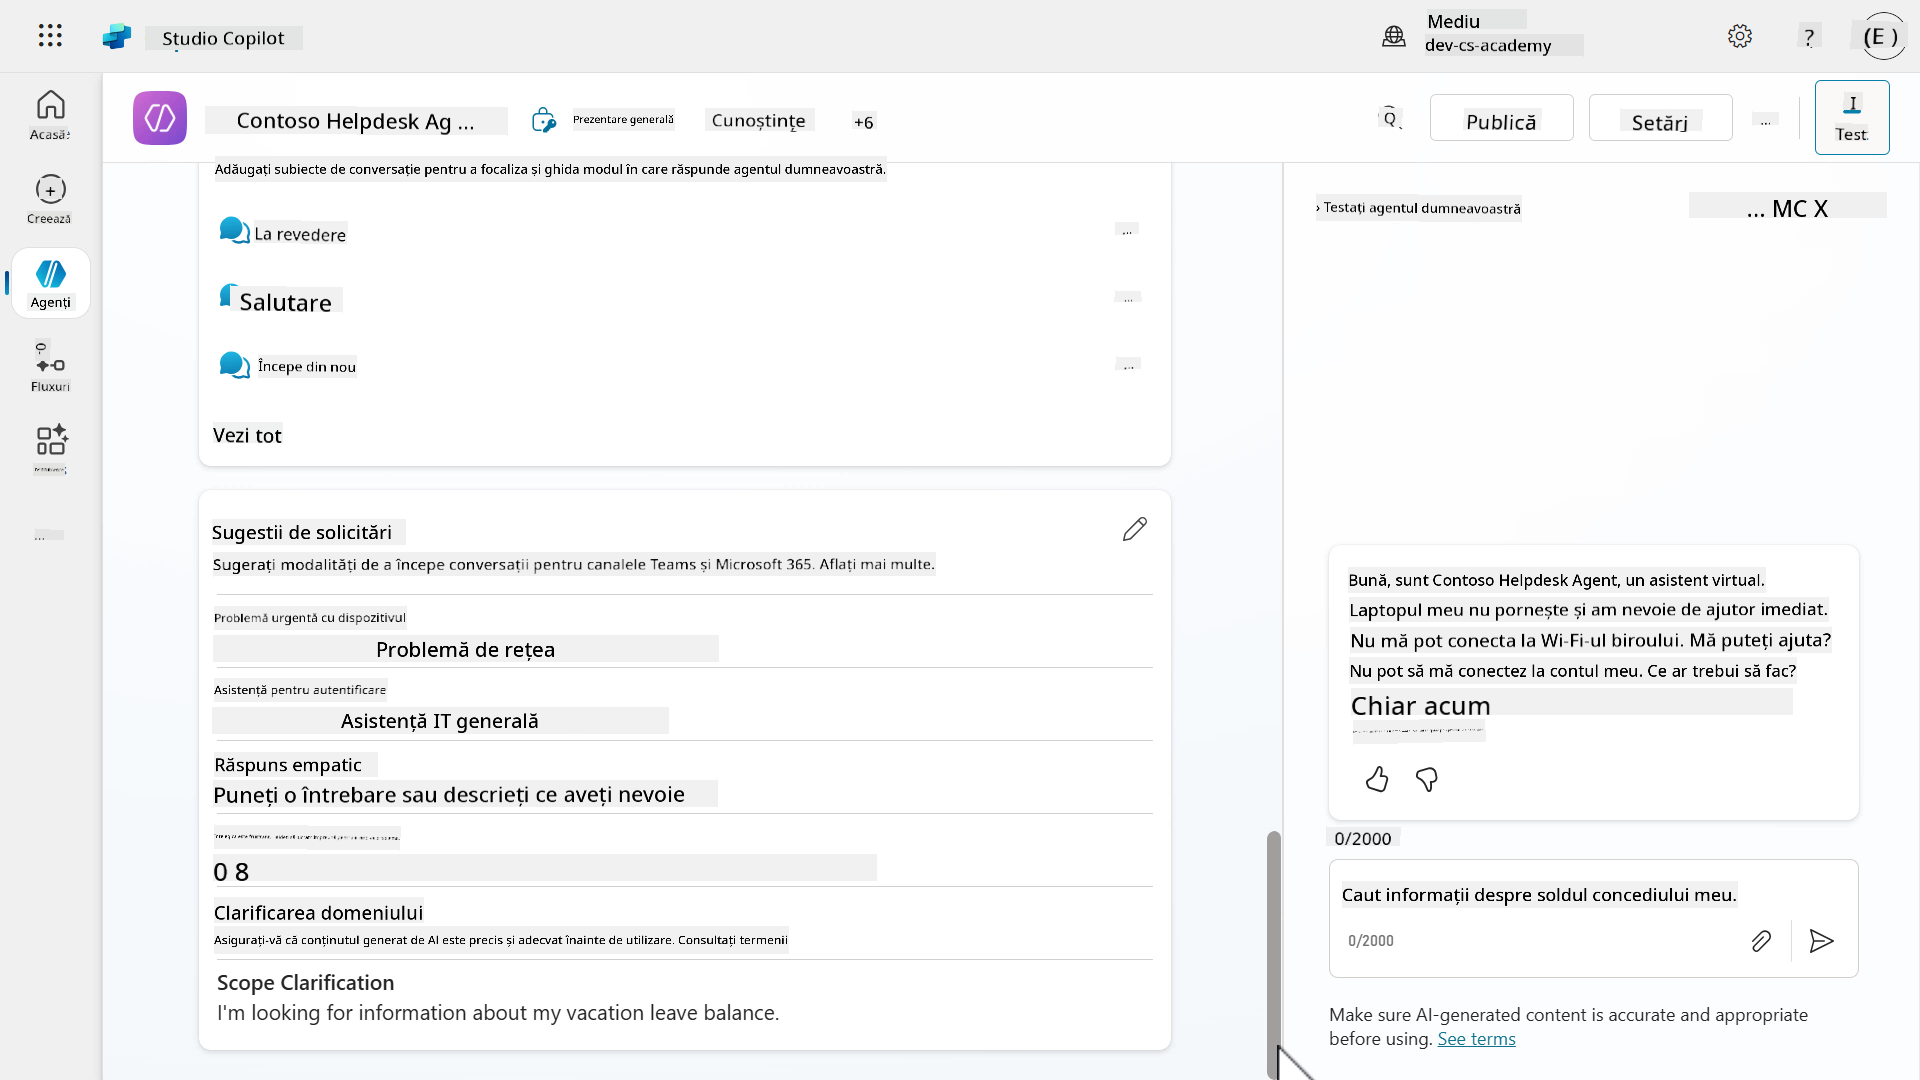 Studio Copilot
Mediu
dev-cs-academy
?
(E )
Acasă
Creează
Agenți
Fluxuri
...
Contoso Helpdesk Ag ...
Prezentare generală
Cunoștințe
+6
Publică
Setări
...
Test
Adăugați subiecte de conversație pentru a focaliza și ghida modul în care răspunde agentul dumneavoastră.
La revedere
...
Salutare
...
Începe din nou
...
Vezi tot
Sugestii de solicitări
Sugerați modalități de a începe conversații pentru canalele Teams și Microsoft 365. Aflați mai multe.
Problemă urgentă cu dispozitivul
Problemă de rețea
Asistență pentru autentificare
Asistență IT generală
Răspuns empatic
Puneți o întrebare sau descrieți ce aveți nevoie
0 8
Clarificarea domeniului
Asigurați-vă că conținutul generat de AI este precis și adecvat înainte de utilizare. Consultați termenii
Scope Clarification
I'm looking for information about my vacation leave balance.
› Testați agentul dumneavoastră
... MC X
Bună, sunt Contoso Helpdesk Agent, un asistent virtual.
Laptopul meu nu pornește și am nevoie de ajutor imediat.
Nu mă pot conecta la Wi-Fi-ul biroului. Mă puteți ajuta?
Nu pot să mă conectez la contul meu. Ce ar trebui să fac?
Chiar acum
0/2000
Caut informații despre soldul concediului meu.
0/2000
Make sure AI-generated content is accurate and appropriate
before using. See terms